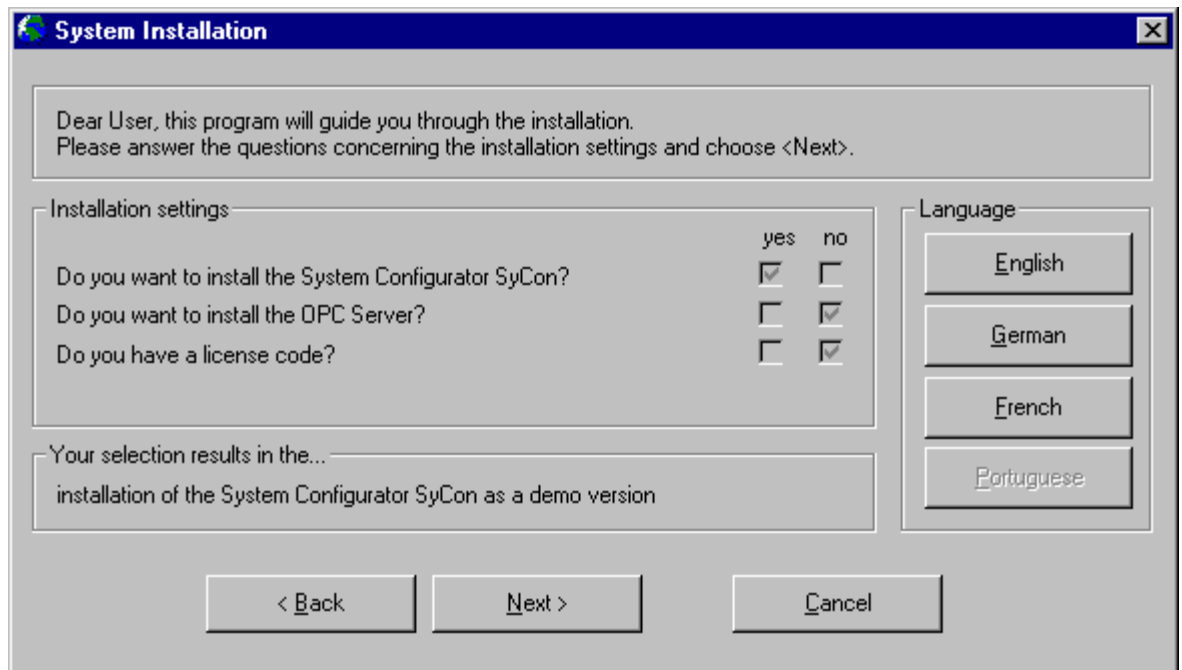 System Installation
Dear User, this program will guide you through the installation.
Please answer the questions concerning the installation settings and choose <Next>.
Installation settings
yes no
Do you want to install the System Configurator SyCon?
Do you want to install the OPC Server?
Do you have a license code?
Your selection results in the...
installation of the System Configurator SyCon as a demo version
Language
English
German
French
Portuguese
< Back
Next >
Cancel